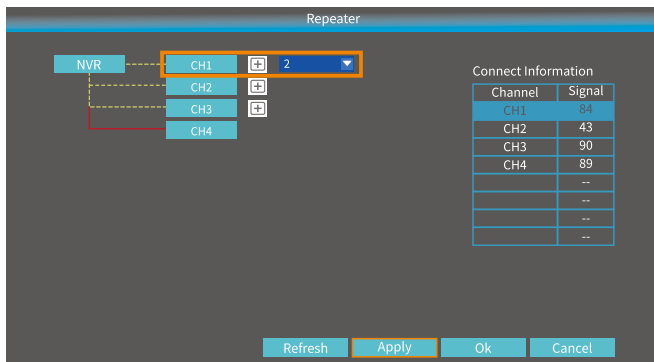 Repeater
NVR CH1 + 2
CH2 +
CH3 +
CH4
Connect Information
Channel Signal
CH1 84
CH2 43
CH3 90
CH4 89
--
--
--
--
Refresh Apply Ok Cancel